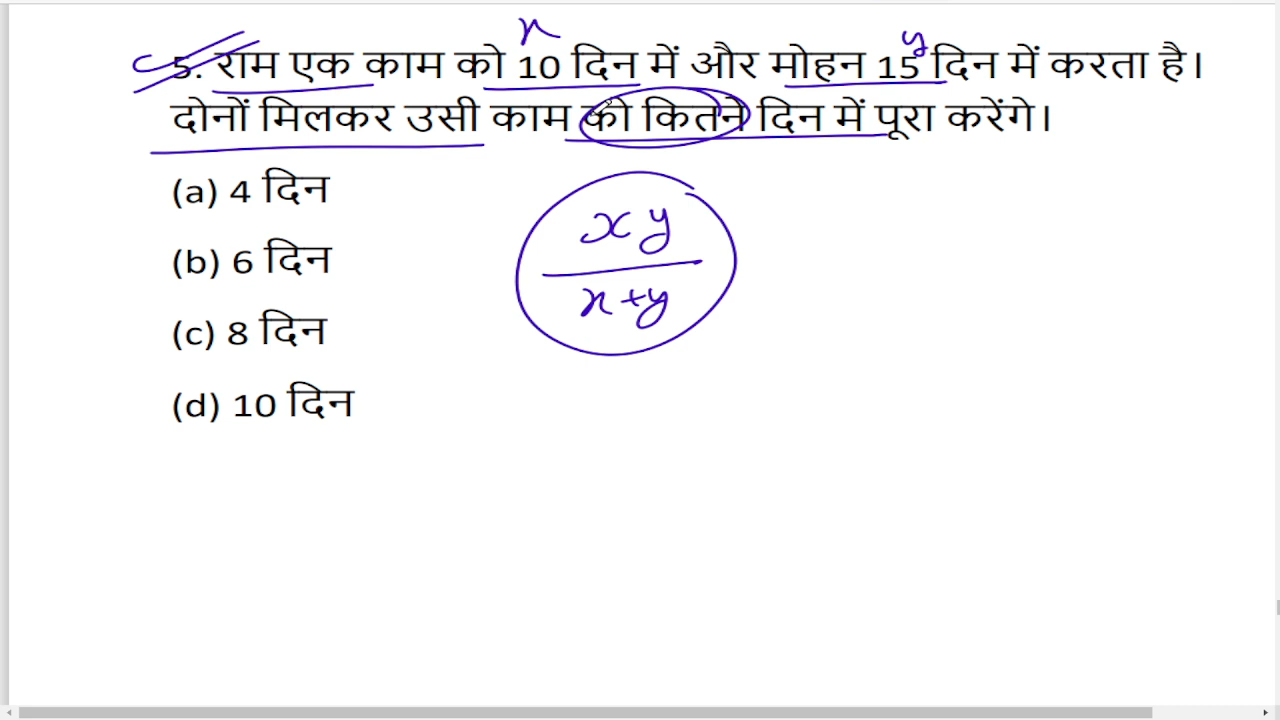 x y
5. राम एक काम को 10 दिन में और मोहन 15 दिन में करता है।
दोनों मिलकर उसी काम को कितने दिन में पूरा करेंगे।
(a) 4 दिन
(b) 6 दिन
(c) 8 दिन
(d) 10 दिन
xy
x+y